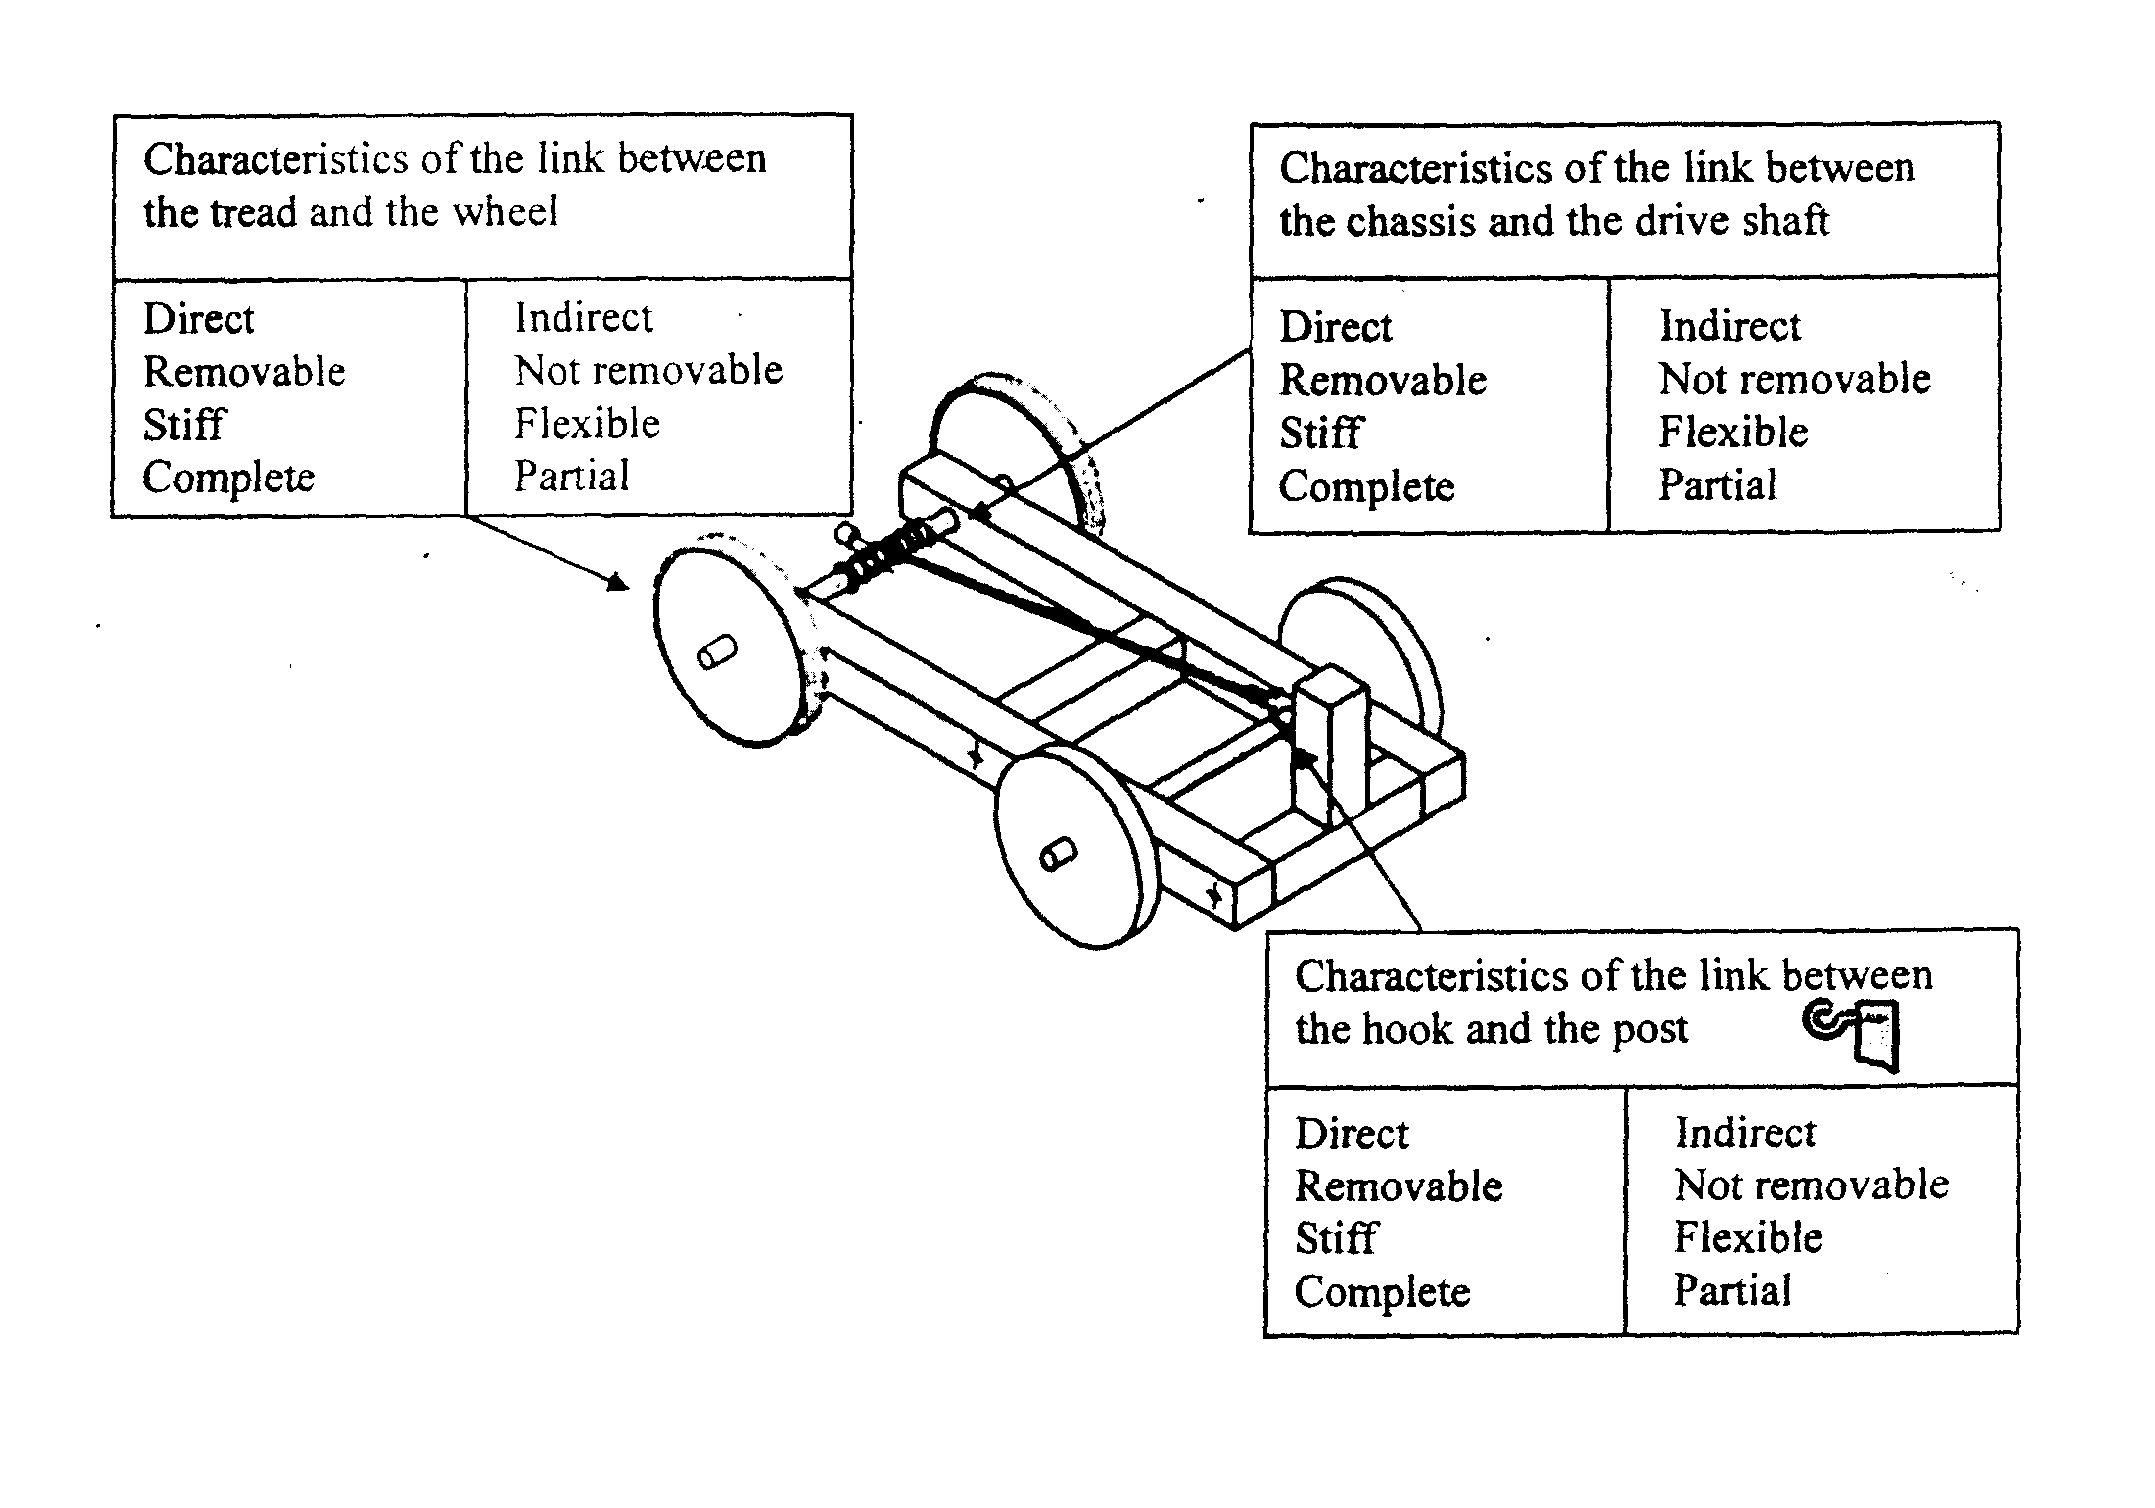 Characteristics of the link between
the tread and the wheel
Direct Indirect
Removable Not removable
Stiff Flexible
Complete Partial
Characteristics of the link between
the chassis and the drive shaft
Direct Indirect
Removable Not removable
Stiff Flexible
Complete Partial
Characteristics of the link between
the hook and the post
Direct Indirect
Removable Not removable
Stiff Flexible
Complete Partial